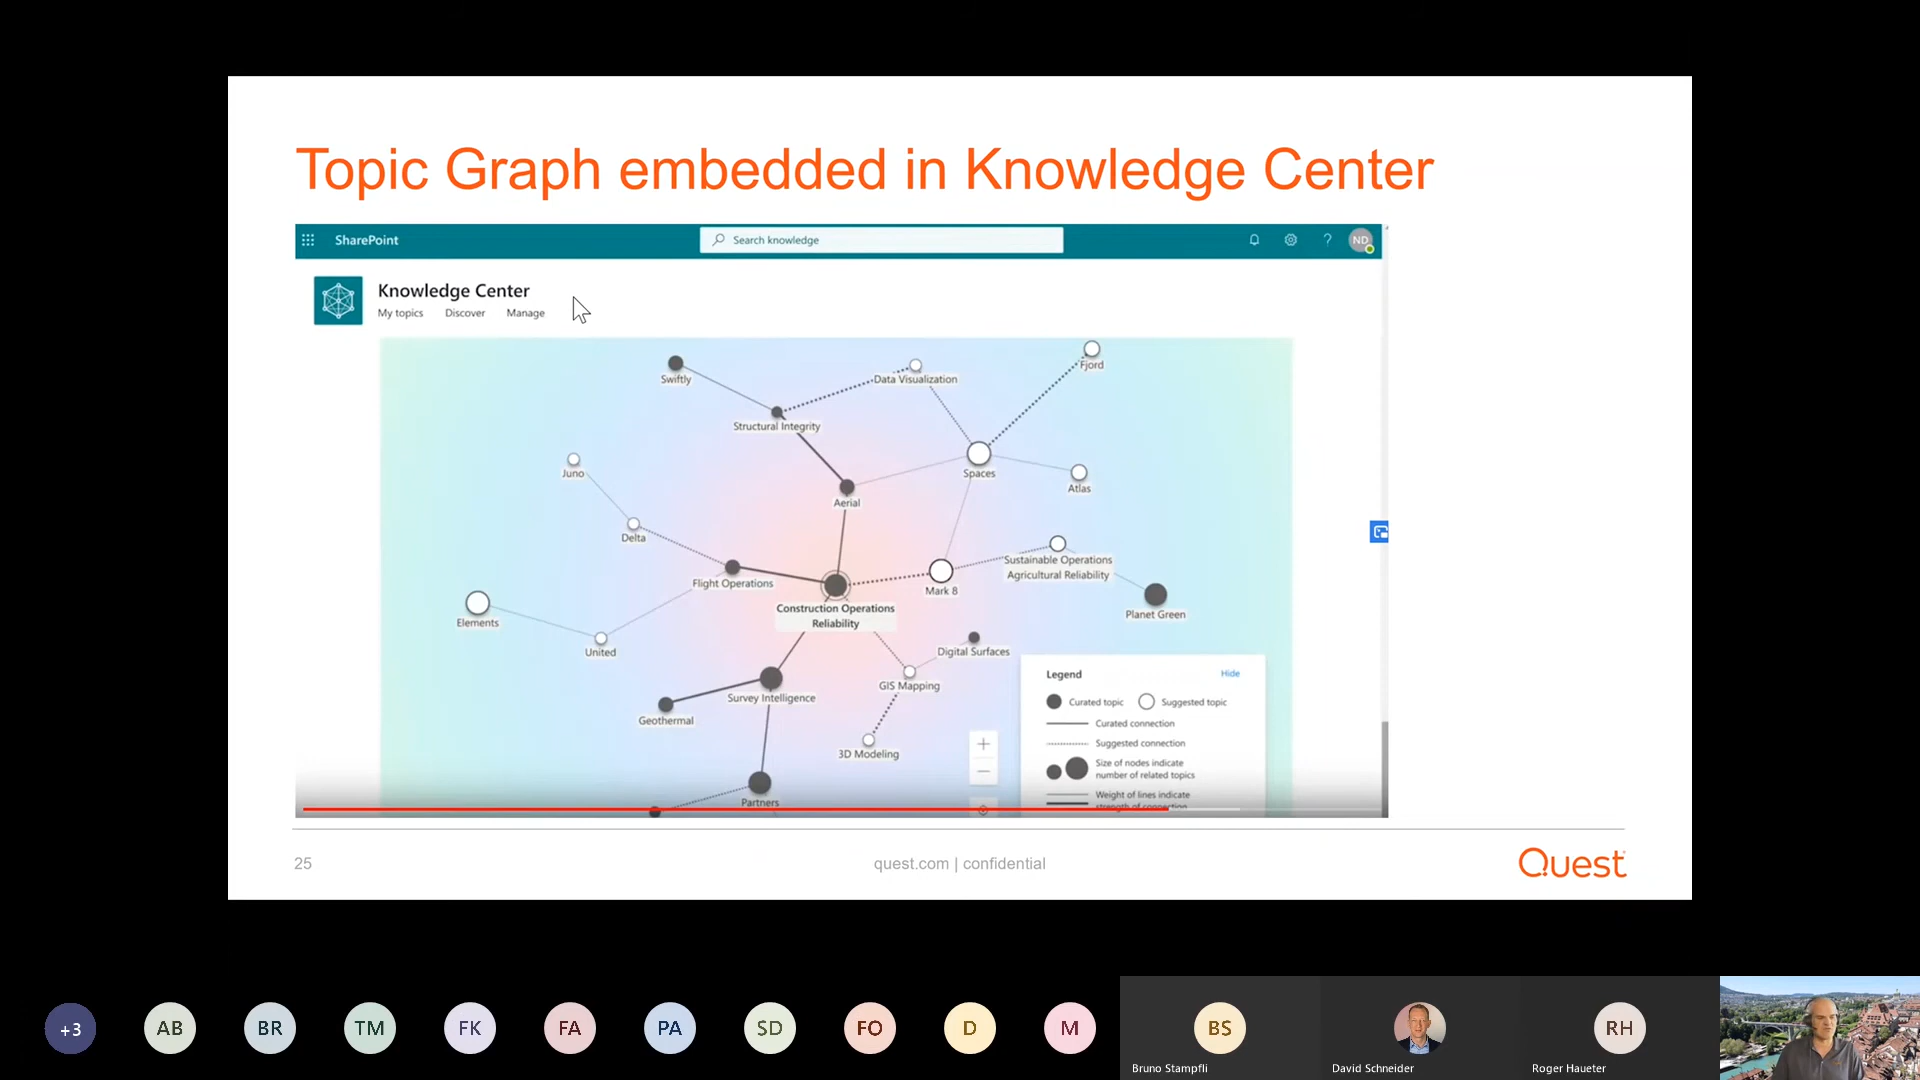 Topic Graph embedded in Knowledge Center
SharePoint
Search knowledge
?
ND
Knowledge Center
My topics Discover Manage
Swiftly
Data Visualization
Fjord
Structural Integrity
Juno
Spaces
Atlas
Aerial
Delta
Flight Operations
Sustainable Operations
Agricultural Reliability
Mark 8
Construction Operations
Reliability
Planet Green
Elements
United
Digital Surfaces
GIS Mapping
Survey Intelligence
Geothermal
3D Modeling
Partners
Legend Hide
Curated topic Suggested topic
Curated connection
Suggested connection
Size of nodes indicate
number of related topics
Weight of lines indicate
strength of connection
25
quest.com | confidential
Quest
+3 AB BR TM FK FA PA SD FO D M BS RH
Bruno Stampfli David Schneider Roger Haueter